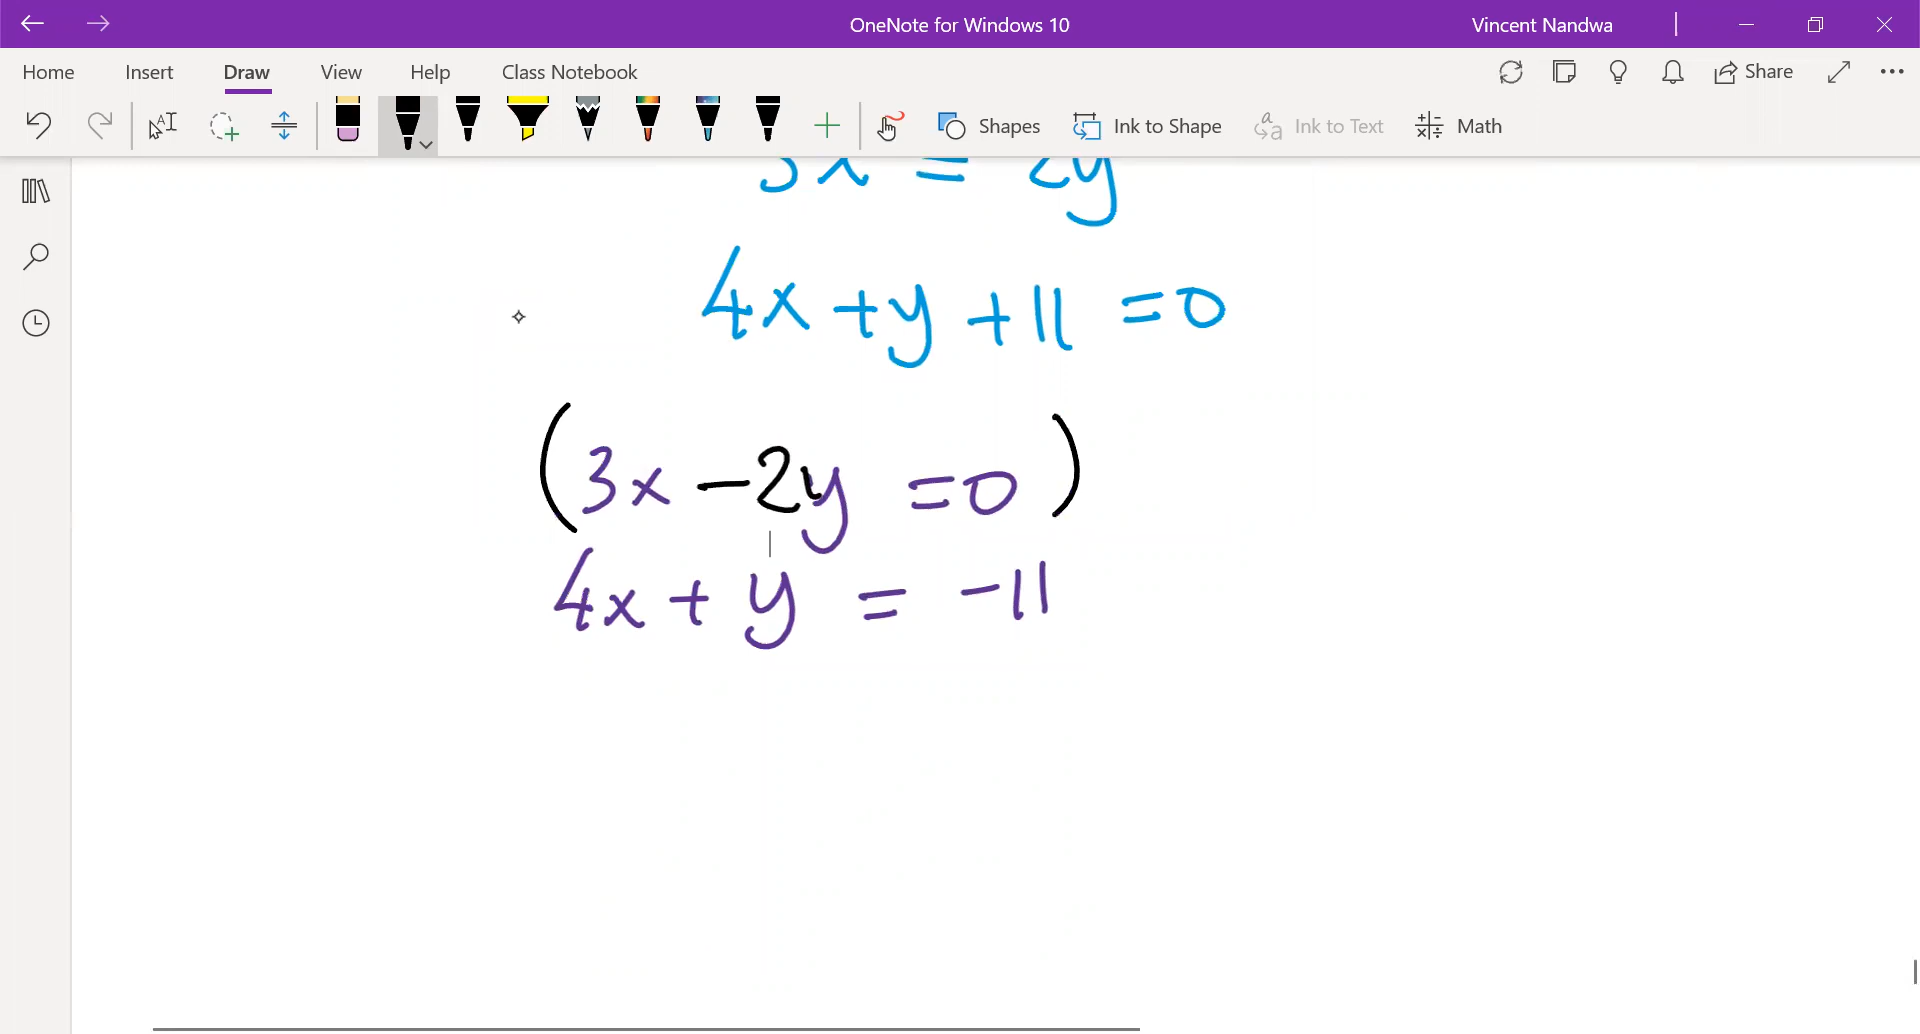 OneNote for Windows 10
Vincent Nandwa
Home Insert Draw View Help Class Notebook
Share
Shapes Ink to Shape Ink to Text Math
3x = 2y
4x + y + 11 = 0
(3x - 2y = 0)
4x + y = -11